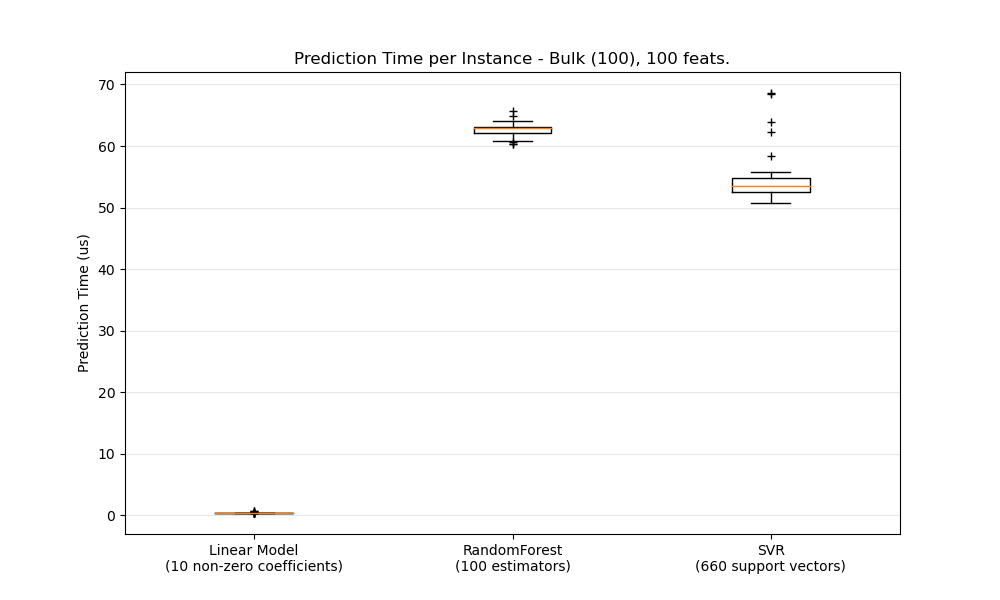 Prediction Time per Instance - Bulk (100), 100 feats.
70
60
50
40
30
20
10
0
Prediction Time (us)
Linear Model
(10 non-zero coefficients)
RandomForest
(100 estimators)
SVR
(660 support vectors)